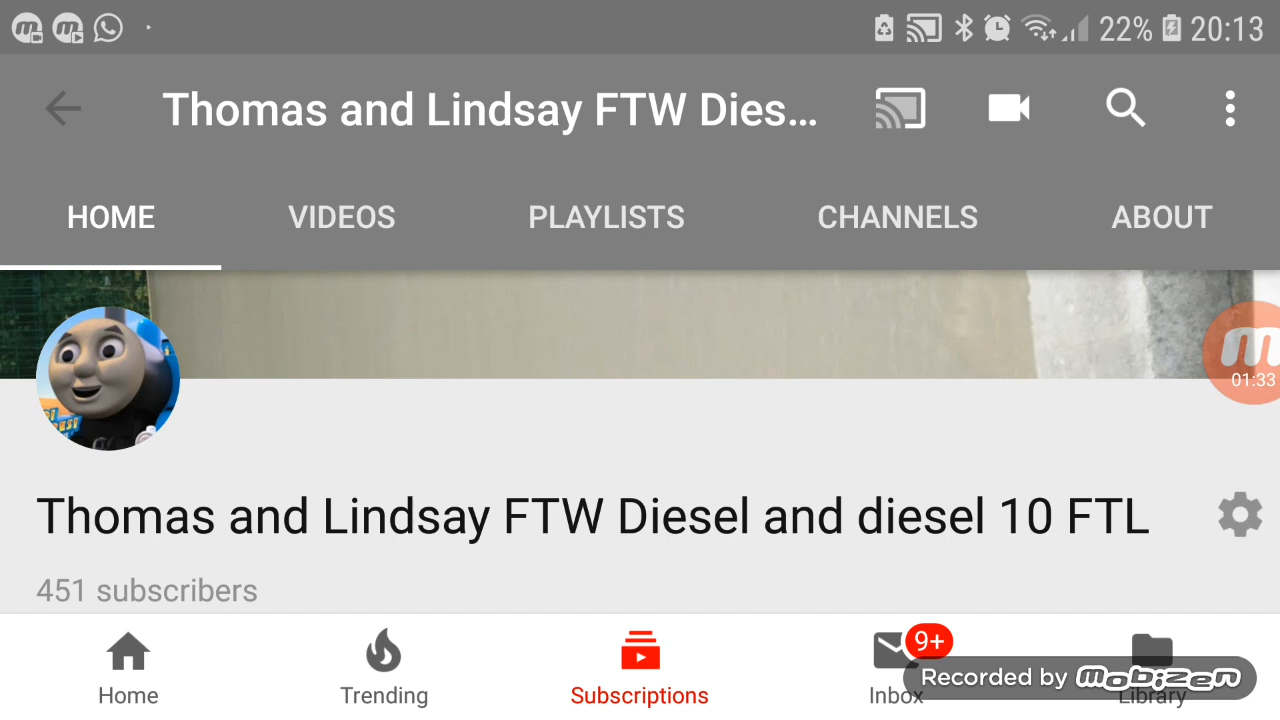 22% 20:13
Thomas and Lindsay FTW Dies...
HOME VIDEOS PLAYLISTS CHANNELS ABOUT
01:33
Thomas and Lindsay FTW Diesel and diesel 10 FTL
451 subscribers
9+
Recorded by mobizen
Home Trending Subscriptions Inbox Library